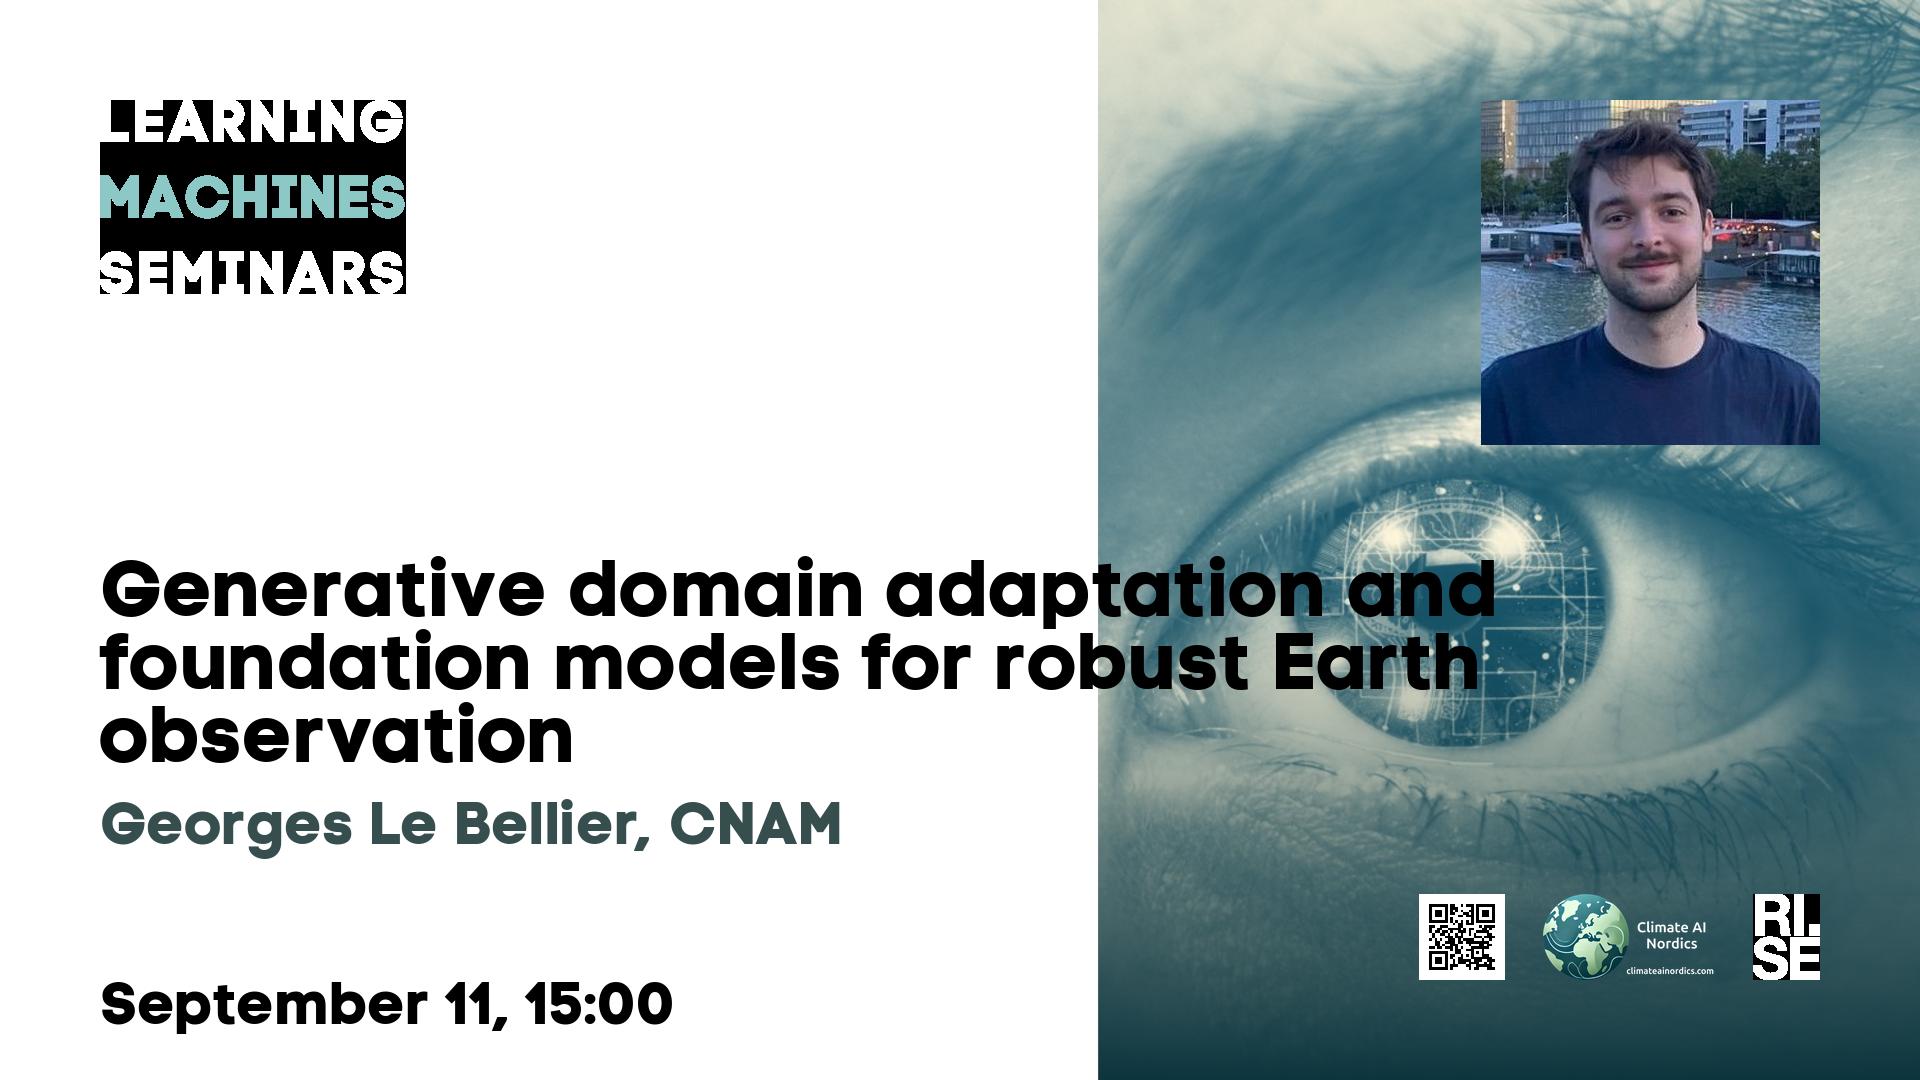 LEARNING
MACHINES
SEMINARS
Generative domain adaptation and
foundation models for robust Earth
observation
Georges Le Bellier, CNAM
September 11, 15:00
Climate AI
Nordics
climateainordics.com
RI.
SE